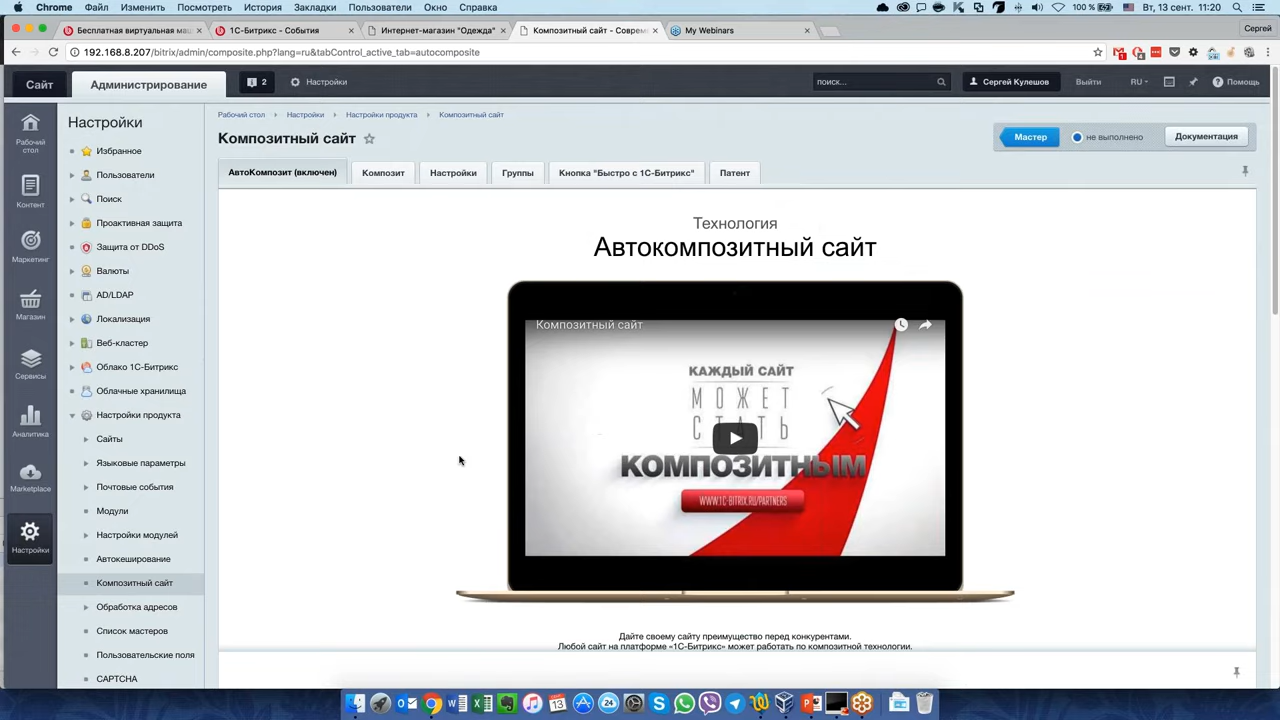 Chrome Файл Изменить Посмотреть История Закладки Пользователи Окно Справка
100 % Вт, 13 сент. 11:20
Бесплатная виртуальная маш
1С-Битрикс - События
Интернет-магазин "Одежда"
Композитный сайт - Соврем
My Webinars
Сергей
192.168.8.207/bitrix/admin/composite.php?lang=ru&tabControl_active_tab=autocomposite
Сайт
Администрирование
2
Настройки
поиск...
Сергей Кулешов
Выйти
RU
Помощь
Рабочий стол
Контент
Маркетинг
Магазин
Сервисы
Аналитика
Marketplace
Настройки
Настройки
Избранное
Пользователи
Поиск
Проактивная защита
Защита от DDoS
Валюты
AD/LDAP
Локализация
Веб-кластер
Облако 1С-Битрикс
Облачные хранилища
Настройки продукта
Сайты
Языковые параметры
Почтовые события
Модули
Настройки модулей
Автокеширование
Композитный сайт
Обработка адресов
Список мастеров
Пользовательские поля
CAPTCHA
Рабочий стол Настройки Настройки продукта Композитный сайт
Композитный сайт
Мастер
не выполнено
Документация
АвтоКомпозит (включен)
Композит
Настройки
Группы
Кнопка "Быстро с 1С-Битрикс"
Патент
Технология
Автокомпозитный сайт
Композитный сайт
КАЖДЫЙ САЙТ
МОЖЕТ
СТАТЬ
КОМПОЗИТНЫМ
WWW.1C-BITRIX.RU/PARTNERS
Дайте своему сайту преимущество перед конкурентами.
Любой сайт на платформе «1С-Битрикс» может работать по композитной технологии.